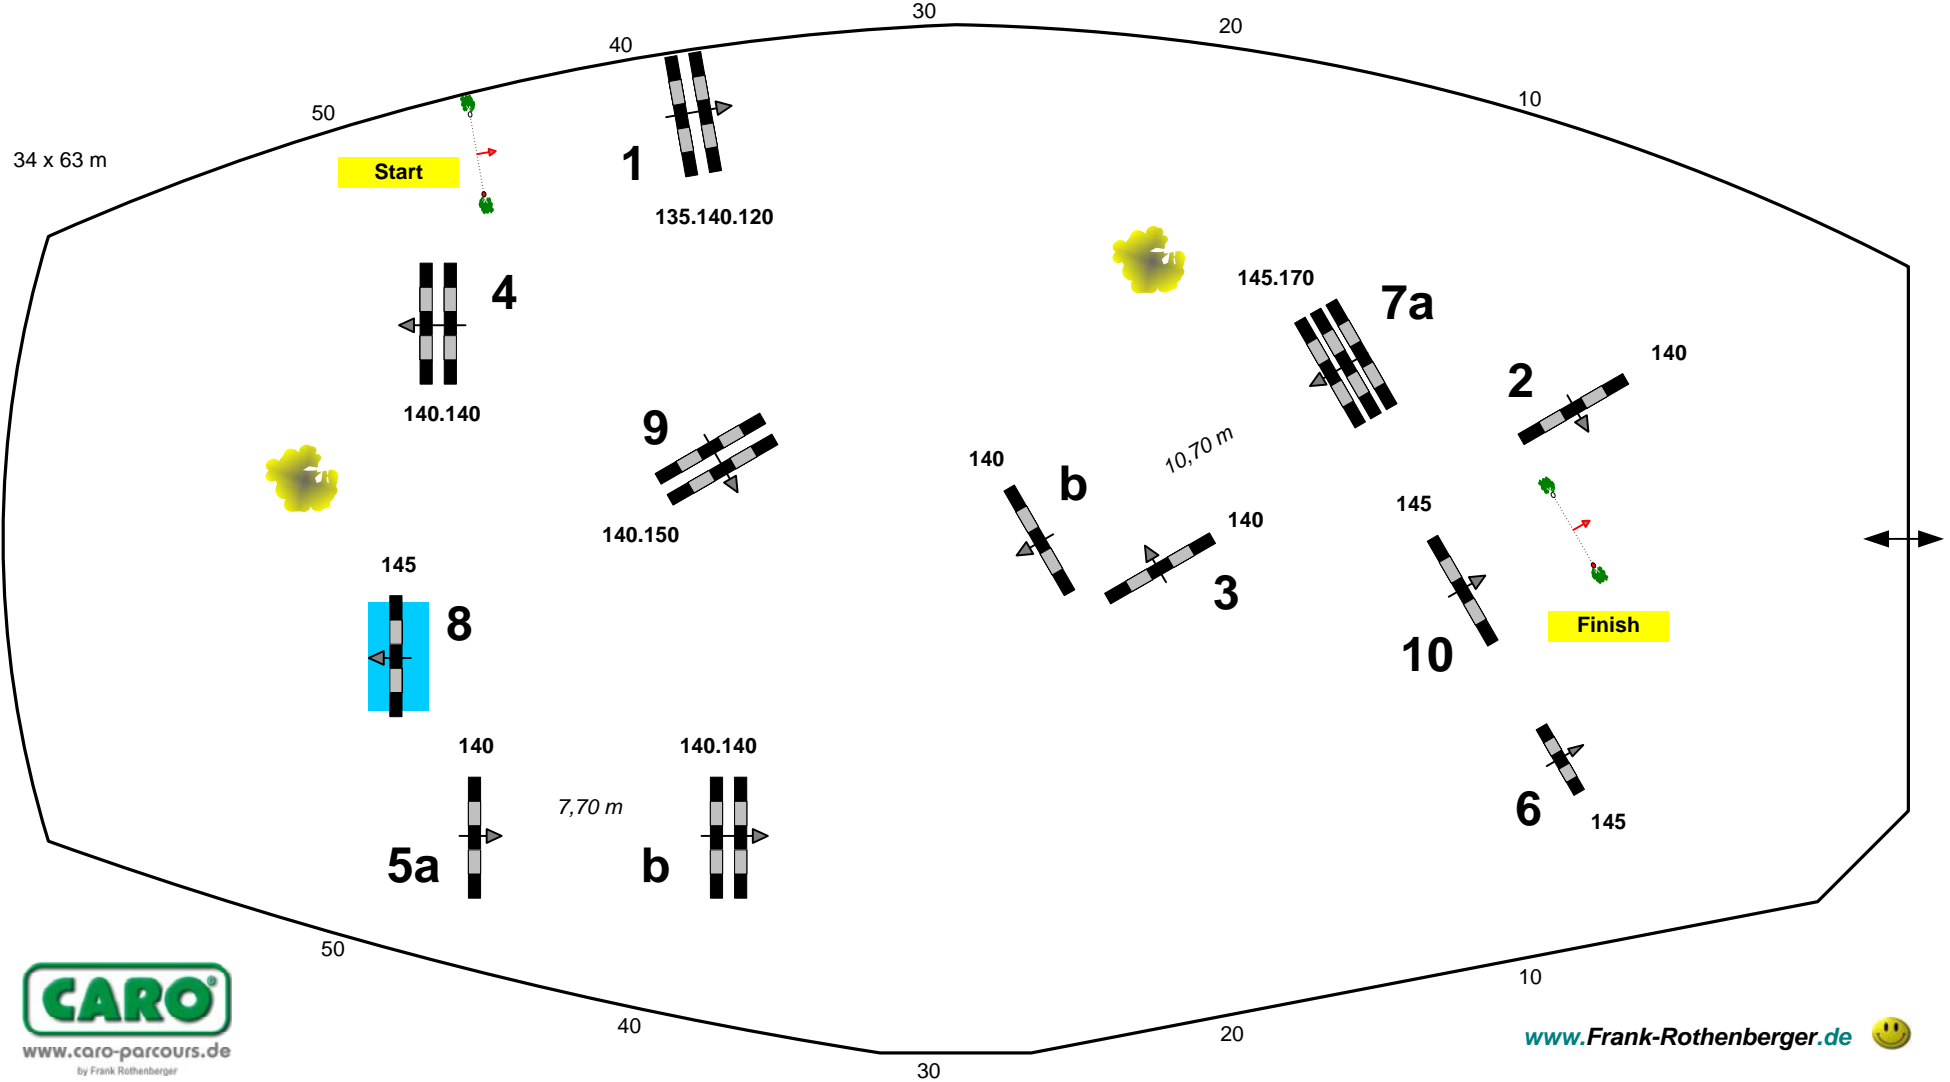 30
20
40
10
50
34 x 63 m
Start
1
135.140.120
4
145.170
7a
140
2
140.140
9
10,70 m
140
b
145
140
140.150
3
145
8
10
Finish
140
140.140
7,70 m
5a
b
6
145
50
10
40
20
30
CARO®
www.caro-parcours.de
by Frank Rothenberger
www.Frank-Rothenberger.de